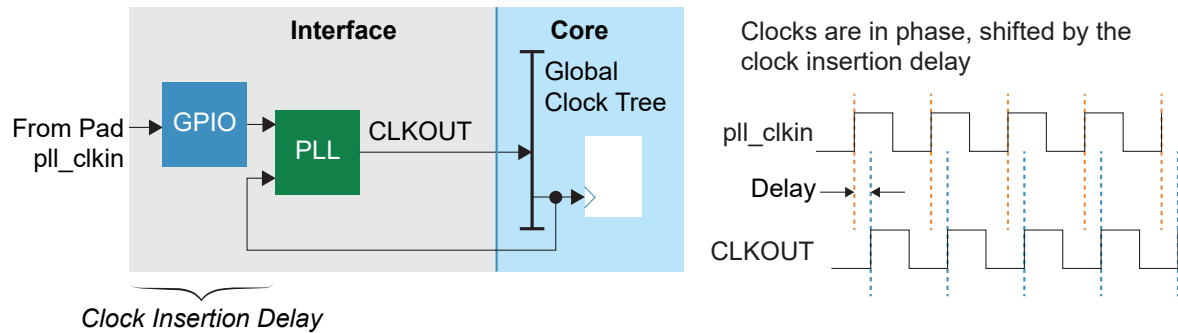 Interface
Core
Clocks are in phase, shifted by the
clock insertion delay
Global
Clock Tree
From Pad
pll_clkin
GPIO
PLL
CLKOUT
pll_clkin
Delay
CLKOUT
Clock Insertion Delay